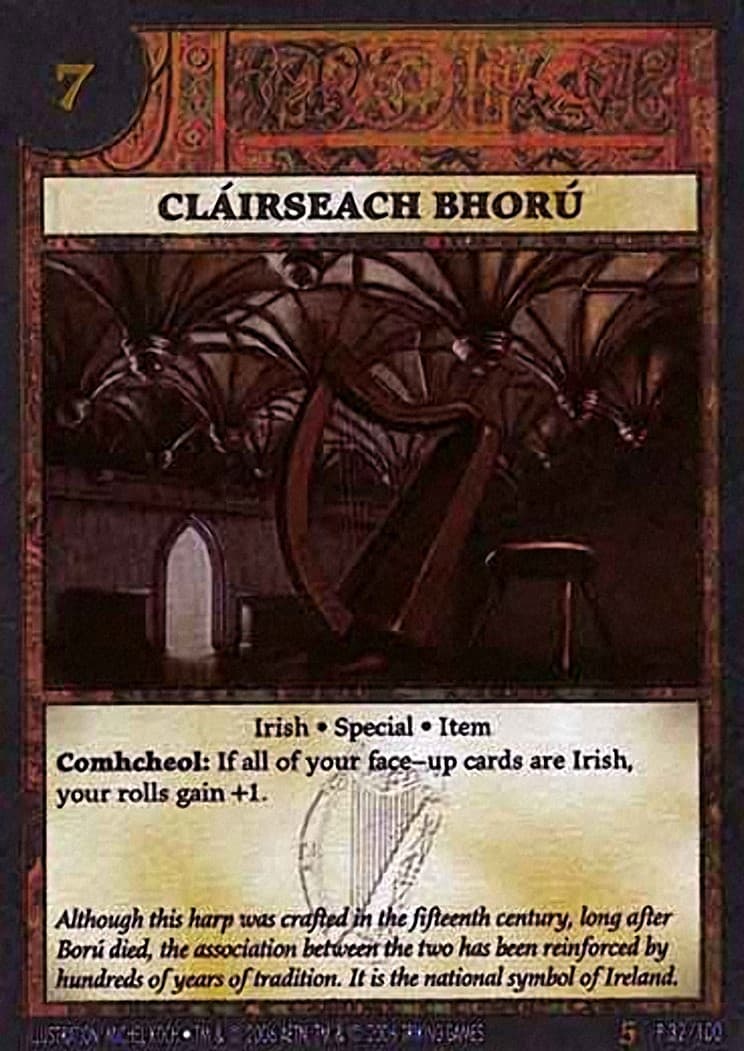 7
CLÁIRSEACH BHORÚ
Irish • Special • Item
Comhcheol: If all of your face-up cards are Irish,
your rolls gain +1.
Although this harp was crafted in the fifteenth century, long after
Ború died, the association between the two has been reinforced by
hundreds of years of tradition. It is the national symbol of Ireland.
5